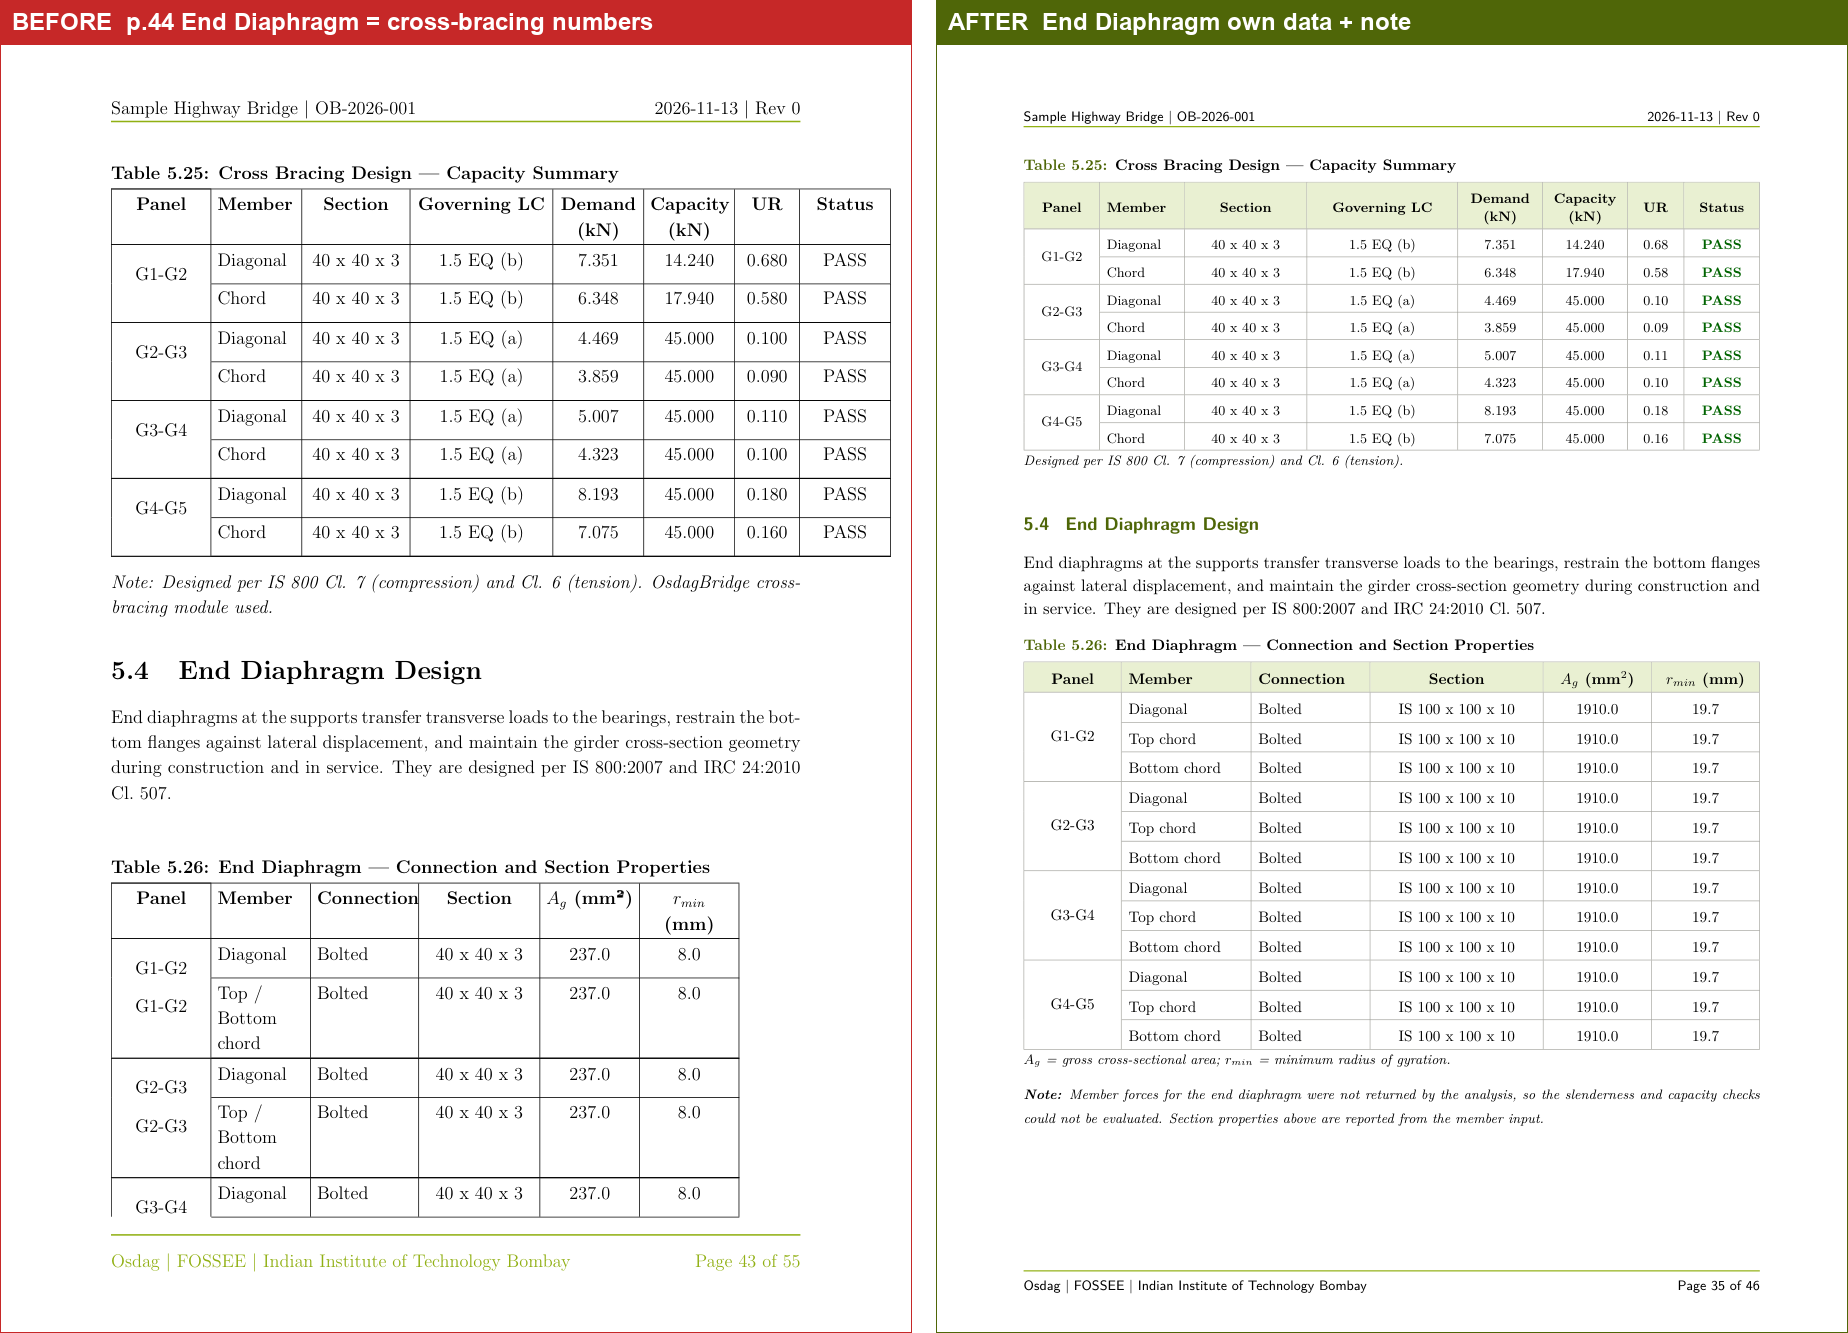 BEFORE p.44 End Diaphragm = cross-bracing numbers
Sample Highway Bridge | OB-2026-001 2026-11-13 | Rev 0
Table 5.25: Cross Bracing Design — Capacity Summary
Panel Member Section Governing LC Demand (kN) Capacity (kN) UR Status
G1-G2 Diagonal 40 x 40 x 3 1.5 EQ (b) 7.351 14.240 0.680 PASS
Chord 40 x 40 x 3 1.5 EQ (b) 6.348 17.940 0.580 PASS
G2-G3 Diagonal 40 x 40 x 3 1.5 EQ (a) 4.469 45.000 0.100 PASS
Chord 40 x 40 x 3 1.5 EQ (a) 3.859 45.000 0.090 PASS
G3-G4 Diagonal 40 x 40 x 3 1.5 EQ (a) 5.007 45.000 0.110 PASS
Chord 40 x 40 x 3 1.5 EQ (a) 4.323 45.000 0.100 PASS
G4-G5 Diagonal 40 x 40 x 3 1.5 EQ (b) 8.193 45.000 0.180 PASS
Chord 40 x 40 x 3 1.5 EQ (b) 7.075 45.000 0.160 PASS
Note: Designed per IS 800 Cl. 7 (compression) and Cl. 6 (tension). OsdagBridge cross-
bracing module used.
5.4 End Diaphragm Design
End diaphragms at the supports transfer transverse loads to the bearings, restrain the bot-
tom flanges against lateral displacement, and maintain the girder cross-section geometry
during construction and in service. They are designed per IS 800:2007 and IRC 24:2010
Cl. 507.
Table 5.26: End Diaphragm — Connection and Section Properties
Panel Member Connection Section Ag (mm²) rmin (mm)
G1-G2 Diagonal Bolted 40 x 40 x 3 237.0 8.0
G1-G2 Top / Bottom chord Bolted 40 x 40 x 3 237.0 8.0
G2-G3 Diagonal Bolted 40 x 40 x 3 237.0 8.0
G2-G3 Top / Bottom chord Bolted 40 x 40 x 3 237.0 8.0
G3-G4 Diagonal Bolted 40 x 40 x 3 237.0 8.0
Osdag | FOSSEE | Indian Institute of Technology Bombay Page 43 of 55
AFTER End Diaphragm own data + note
Sample Highway Bridge | OB-2026-001 2026-11-13 | Rev 0
Table 5.25: Cross Bracing Design — Capacity Summary
Panel Member Section Governing LC Demand (kN) Capacity (kN) UR Status
G1-G2 Diagonal 40 x 40 x 3 1.5 EQ (b) 7.351 14.240 0.68 PASS
Chord 40 x 40 x 3 1.5 EQ (b) 6.348 17.940 0.58 PASS
G2-G3 Diagonal 40 x 40 x 3 1.5 EQ (a) 4.469 45.000 0.10 PASS
Chord 40 x 40 x 3 1.5 EQ (a) 3.859 45.000 0.09 PASS
G3-G4 Diagonal 40 x 40 x 3 1.5 EQ (a) 5.007 45.000 0.11 PASS
Chord 40 x 40 x 3 1.5 EQ (a) 4.323 45.000 0.10 PASS
G4-G5 Diagonal 40 x 40 x 3 1.5 EQ (b) 8.193 45.000 0.18 PASS
Chord 40 x 40 x 3 1.5 EQ (b) 7.075 45.000 0.16 PASS
Designed per IS 800 Cl. 7 (compression) and Cl. 6 (tension).
5.4 End Diaphragm Design
End diaphragms at the supports transfer transverse loads to the bearings, restrain the bottom flanges
against lateral displacement, and maintain the girder cross-section geometry during construction and
in service. They are designed per IS 800:2007 and IRC 24:2010 Cl. 507.
Table 5.26: End Diaphragm — Connection and Section Properties
Panel Member Connection Section Ag (mm²) rmin (mm)
G1-G2 Diagonal Bolted IS 100 x 100 x 10 1910.0 19.7
Top chord Bolted IS 100 x 100 x 10 1910.0 19.7
Bottom chord Bolted IS 100 x 100 x 10 1910.0 19.7
G2-G3 Diagonal Bolted IS 100 x 100 x 10 1910.0 19.7
Top chord Bolted IS 100 x 100 x 10 1910.0 19.7
Bottom chord Bolted IS 100 x 100 x 10 1910.0 19.7
G3-G4 Diagonal Bolted IS 100 x 100 x 10 1910.0 19.7
Top chord Bolted IS 100 x 100 x 10 1910.0 19.7
Bottom chord Bolted IS 100 x 100 x 10 1910.0 19.7
G4-G5 Diagonal Bolted IS 100 x 100 x 10 1910.0 19.7
Top chord Bolted IS 100 x 100 x 10 1910.0 19.7
Bottom chord Bolted IS 100 x 100 x 10 1910.0 19.7
Ag = gross cross-sectional area; rmin = minimum radius of gyration.
Note: Member forces for the end diaphragm were not returned by the analysis, so the slenderness and capacity checks
could not be evaluated. Section properties above are reported from the member input.
Osdag | FOSSEE | Indian Institute of Technology Bombay Page 35 of 46